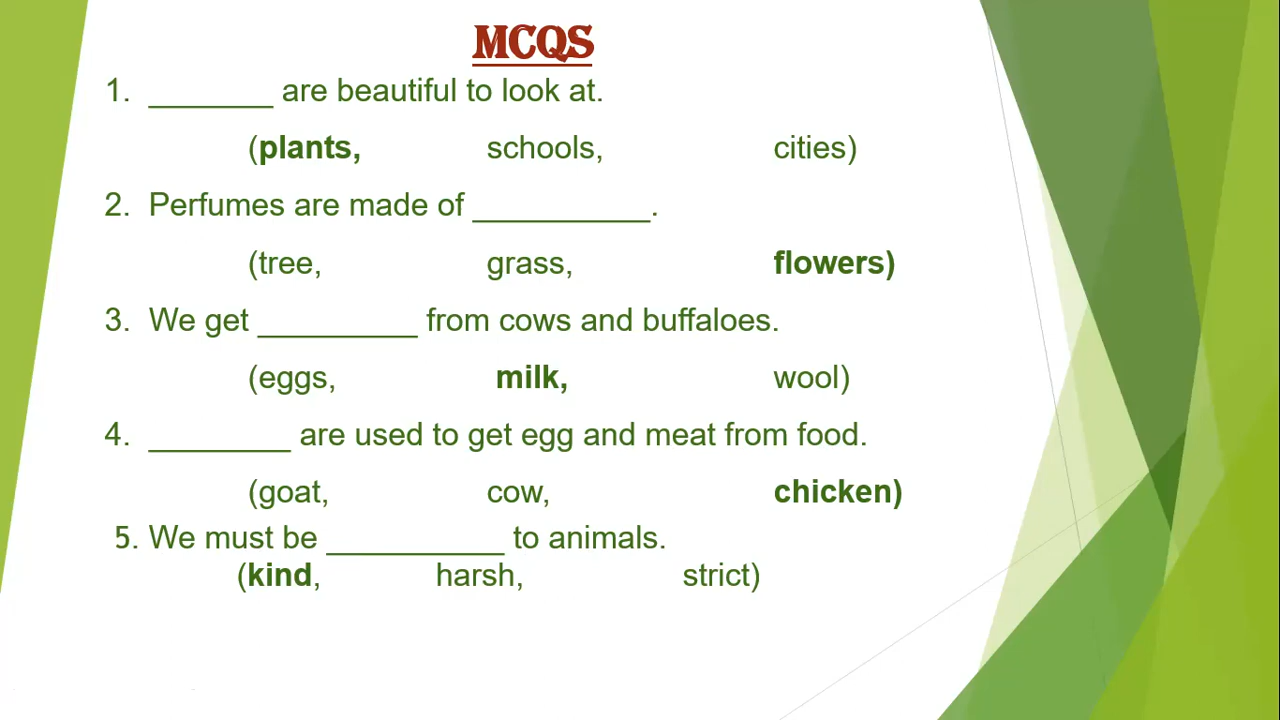 MCQS
1. _______ are beautiful to look at.
(plants, schools, cities)
2. Perfumes are made of __________.
(tree, grass, flowers)
3. We get _________ from cows and buffaloes.
(eggs, milk, wool)
4. ________ are used to get egg and meat from food.
(goat, cow, chicken)
5. We must be __________ to animals.
(kind, harsh, strict)